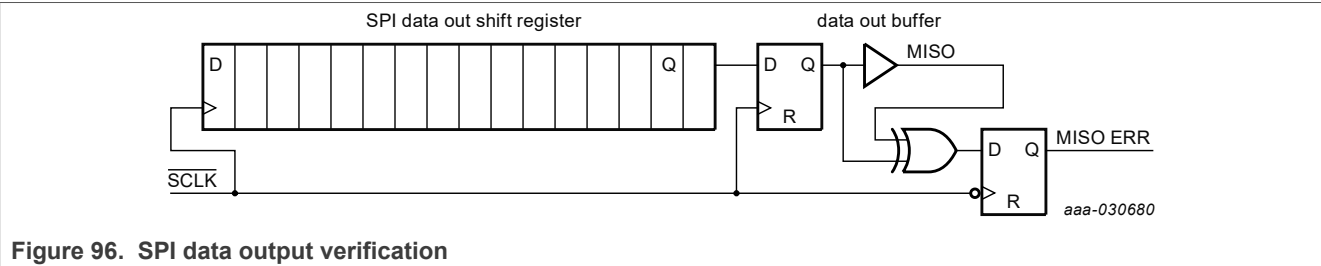 SPI data out shift register
data out buffer
D
Q
D
Q
R
MISO
SCLK
D
Q
R
MISO ERR
aaa-030680
Figure 96. SPI data output verification